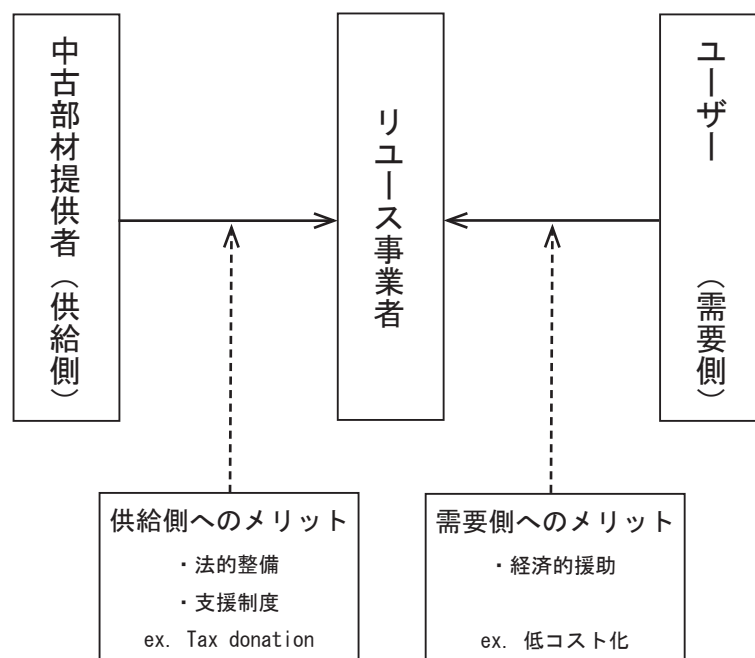 中古部材提供者（供給側）
リユース事業者
ユーザー（需要側）
供給側へのメリット
・法的整備
・支援制度
ex. Tax donation
需要側へのメリット
・経済的援助
ex. 低コスト化